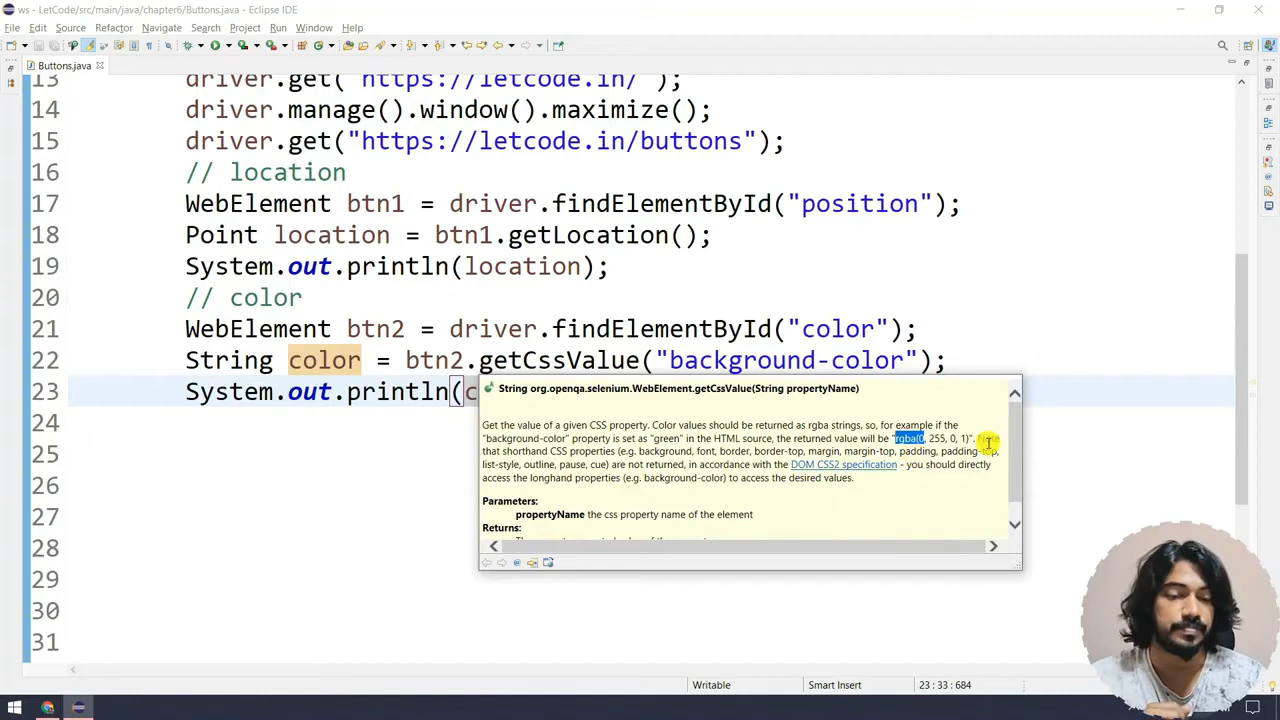 ws - LetCode/src/main/java/chapter6/Buttons.java - Eclipse IDE
File Edit Source Refactor Navigate Search Project Run Window Help
Buttons.java
13 driver.get("https://letcode.in/");
14 driver.manage().window().maximize();
15 driver.get("https://letcode.in/buttons");
16 // location
17 WebElement btn1 = driver.findElementById("position");
18 Point location = btn1.getLocation();
19 System.out.println(location);
20 // color
21 WebElement btn2 = driver.findElementById("color");
22 String color = btn2.getCssValue("background-color");
23 System.out.println(c
String org.openqa.selenium.WebElement.getCssValue(String propertyName)
Get the value of a given CSS property. Color values should be returned as rgba strings, so, for example if the
"background-color" property is set as "green" in the HTML source, the returned value will be "rgba(0, 255, 0, 1)". Note
that shorthand CSS properties (e.g. background, font, border, border-top, margin, margin-top, padding, padding-top,
list-style, outline, pause, cue) are not returned, in accordance with the DOM CSS2 specification - you should directly
access the longhand properties (e.g. background-color) to access the desired values.
Parameters:
propertyName the css property name of the element
Returns:
24
25
26
27
28
29
30
31
Writable Smart Insert 23 : 33 : 684